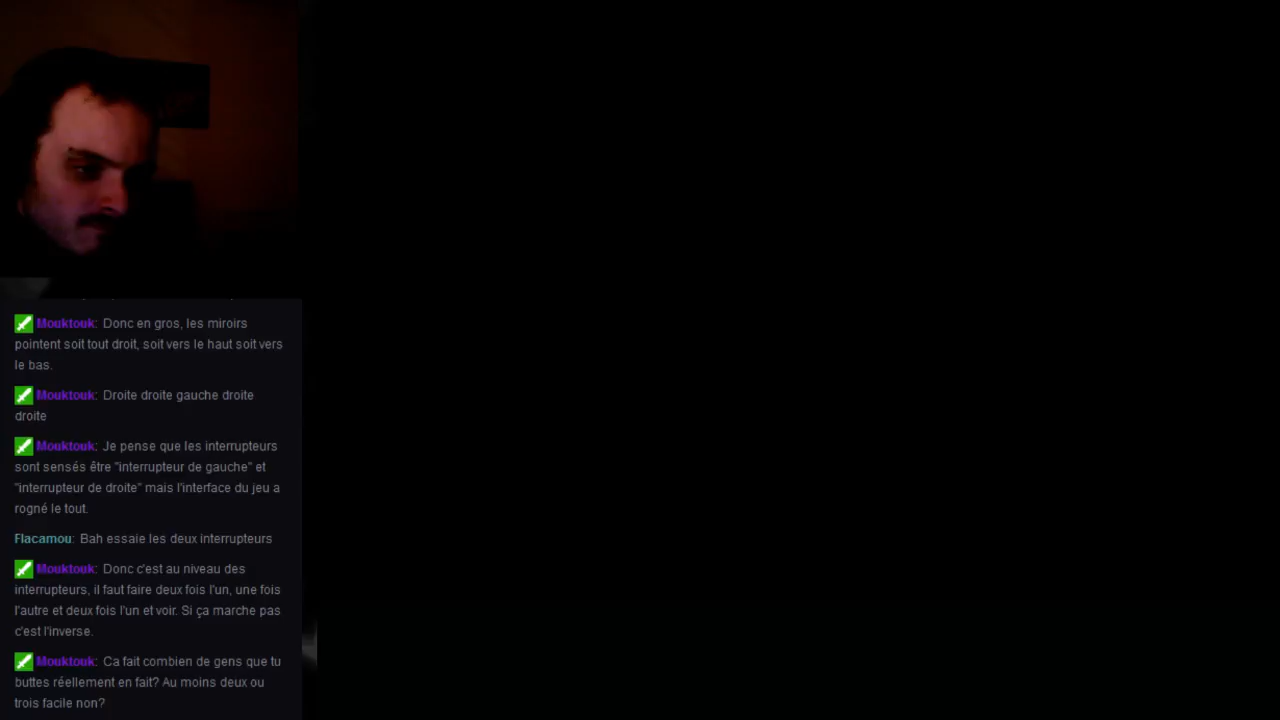 Mouktouk: Donc en gros, les miroirs
pointent soit tout droit, soit vers le haut soit vers
le bas.
Mouktouk: Droite droite gauche droite
droite
Mouktouk: Je pense que les interrupteurs
sont sensés être "interrupteur de gauche" et
"interrupteur de droite" mais l'interface du jeu a
rogné le tout.
Flacamou: Bah essaie les deux interrupteurs
Mouktouk: Donc c'est au niveau des
interrupteurs, il faut faire deux fois l'un, une fois
l'autre et deux fois l'un et voir. Si ça marche pas
c'est l'inverse.
Mouktouk: Ca fait combien de gens que tu
buttes réellement en fait? Au moins deux ou
trois facile non?